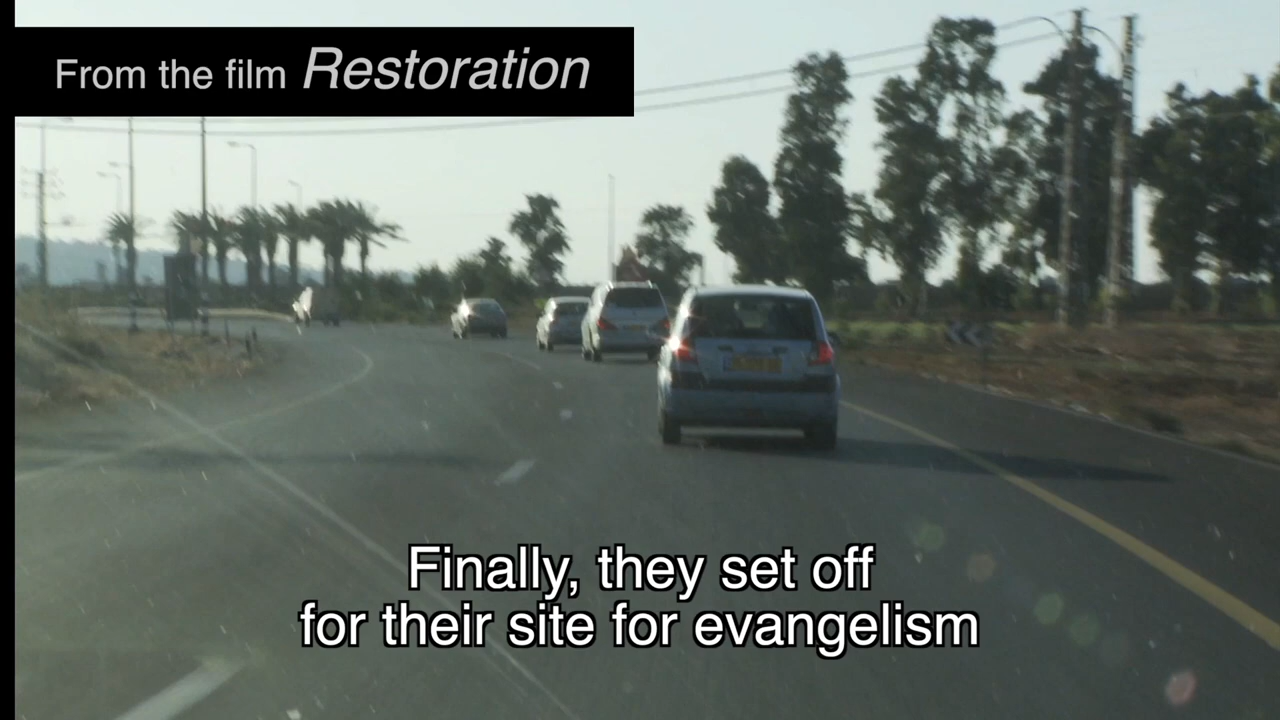 From the film Restoration
Finally, they set off
for their site for evangelism